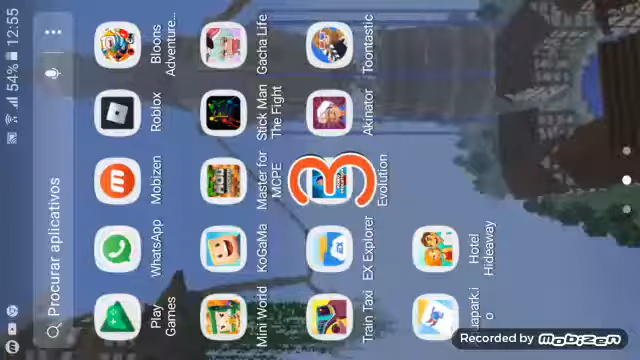 12:55
54%
Procurar aplicativos
Play
Games
WhatsApp
Mobizen
Roblox
Bloons
Adventure...
Mini World
KoGaMa
Master for
MCPE
Stick Man
The Fight
Gacha Life
Train Taxi
EX Explorer
Evolution
Akinator
Toontastic
Hotel
Hideaway
3
Recorded by MOBIZEN